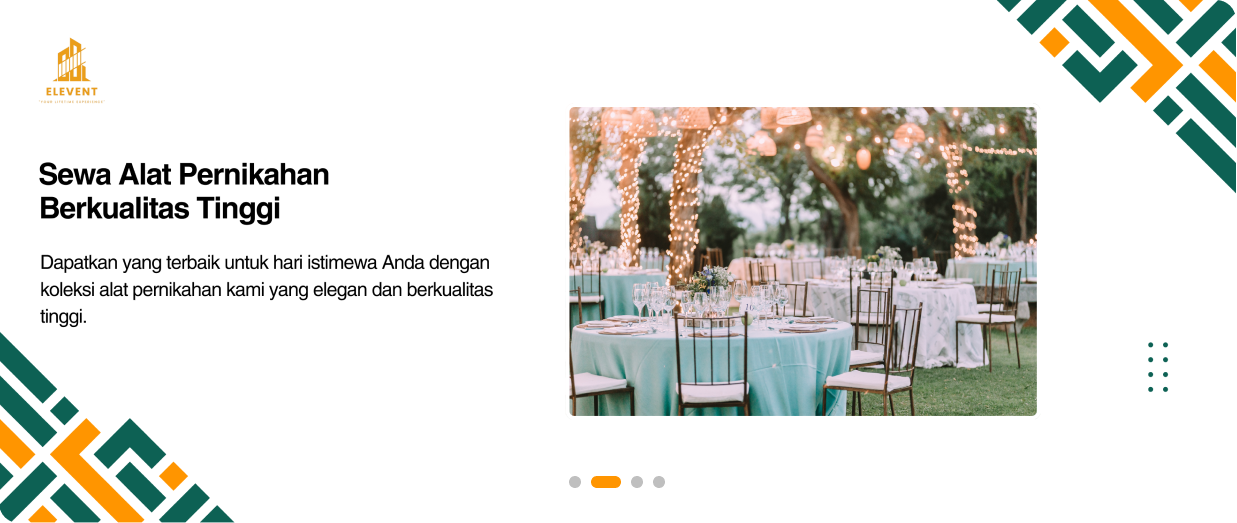 ELEVENT
"YOUR LIFETIME EXPERIENCE"
Sewa Alat Pernikahan
Berkualitas Tinggi
Dapatkan yang terbaik untuk hari istimewa Anda dengan
koleksi alat pernikahan kami yang elegan dan berkualitas
tinggi.